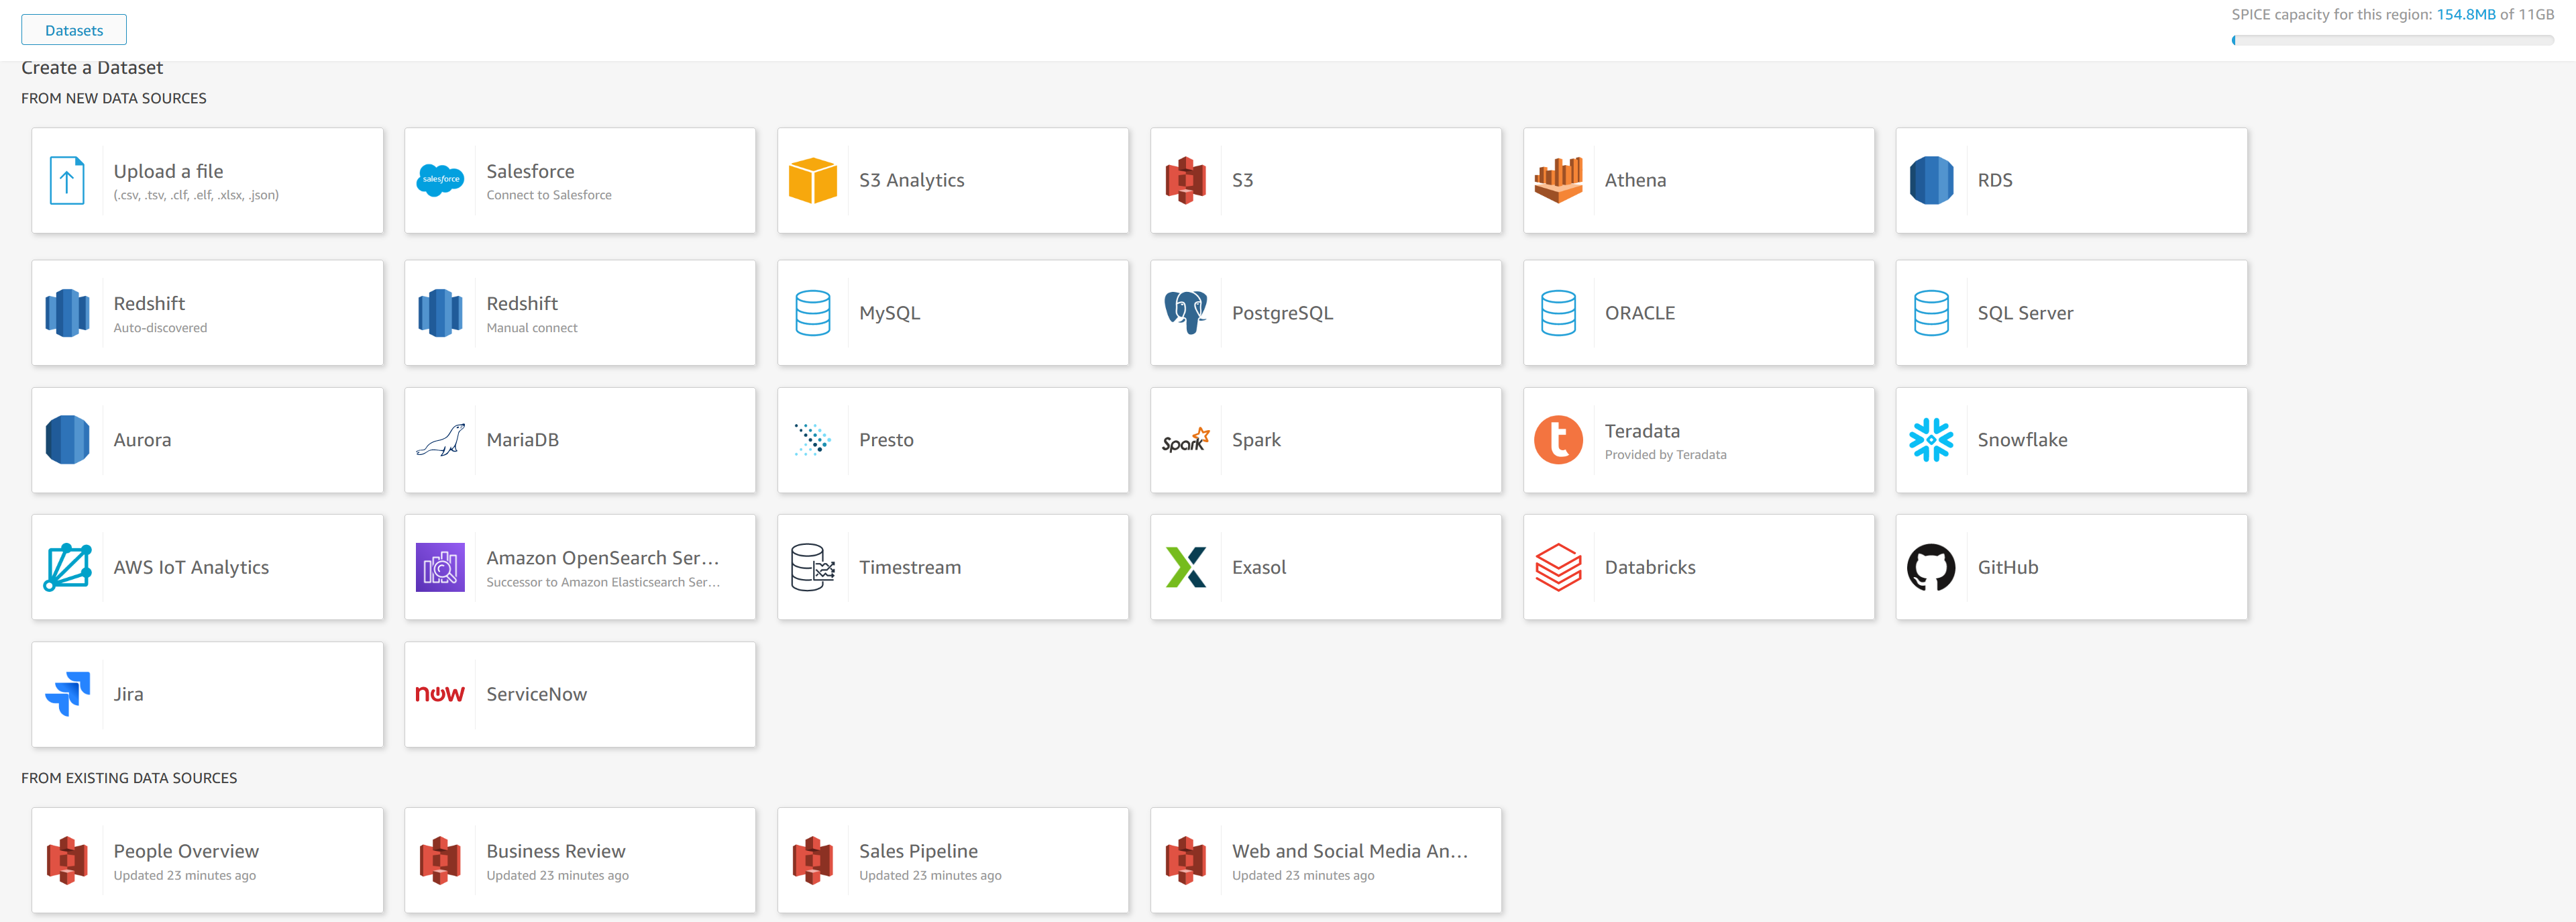 Datasets
SPICE capacity for this region: 154.8MB of 11GB
Create a Dataset
FROM NEW DATA SOURCES
Upload a file
(.csv, .tsv, .clf, .elf, .xlsx, .json)
salesforce
Salesforce
Connect to Salesforce
S3 Analytics
S3
Athena
RDS
Redshift
Auto-discovered
Redshift
Manual connect
MySQL
PostgreSQL
ORACLE
SQL Server
Aurora
MariaDB
Presto
Spark
Spark
Teradata
Provided by Teradata
Snowflake
AWS IoT Analytics
Amazon OpenSearch Ser...
Successor to Amazon Elasticsearch Ser...
Timestream
Exasol
Databricks
GitHub
Jira
now
ServiceNow
FROM EXISTING DATA SOURCES
People Overview
Updated 23 minutes ago
Business Review
Updated 23 minutes ago
Sales Pipeline
Updated 23 minutes ago
Web and Social Media An...
Updated 23 minutes ago